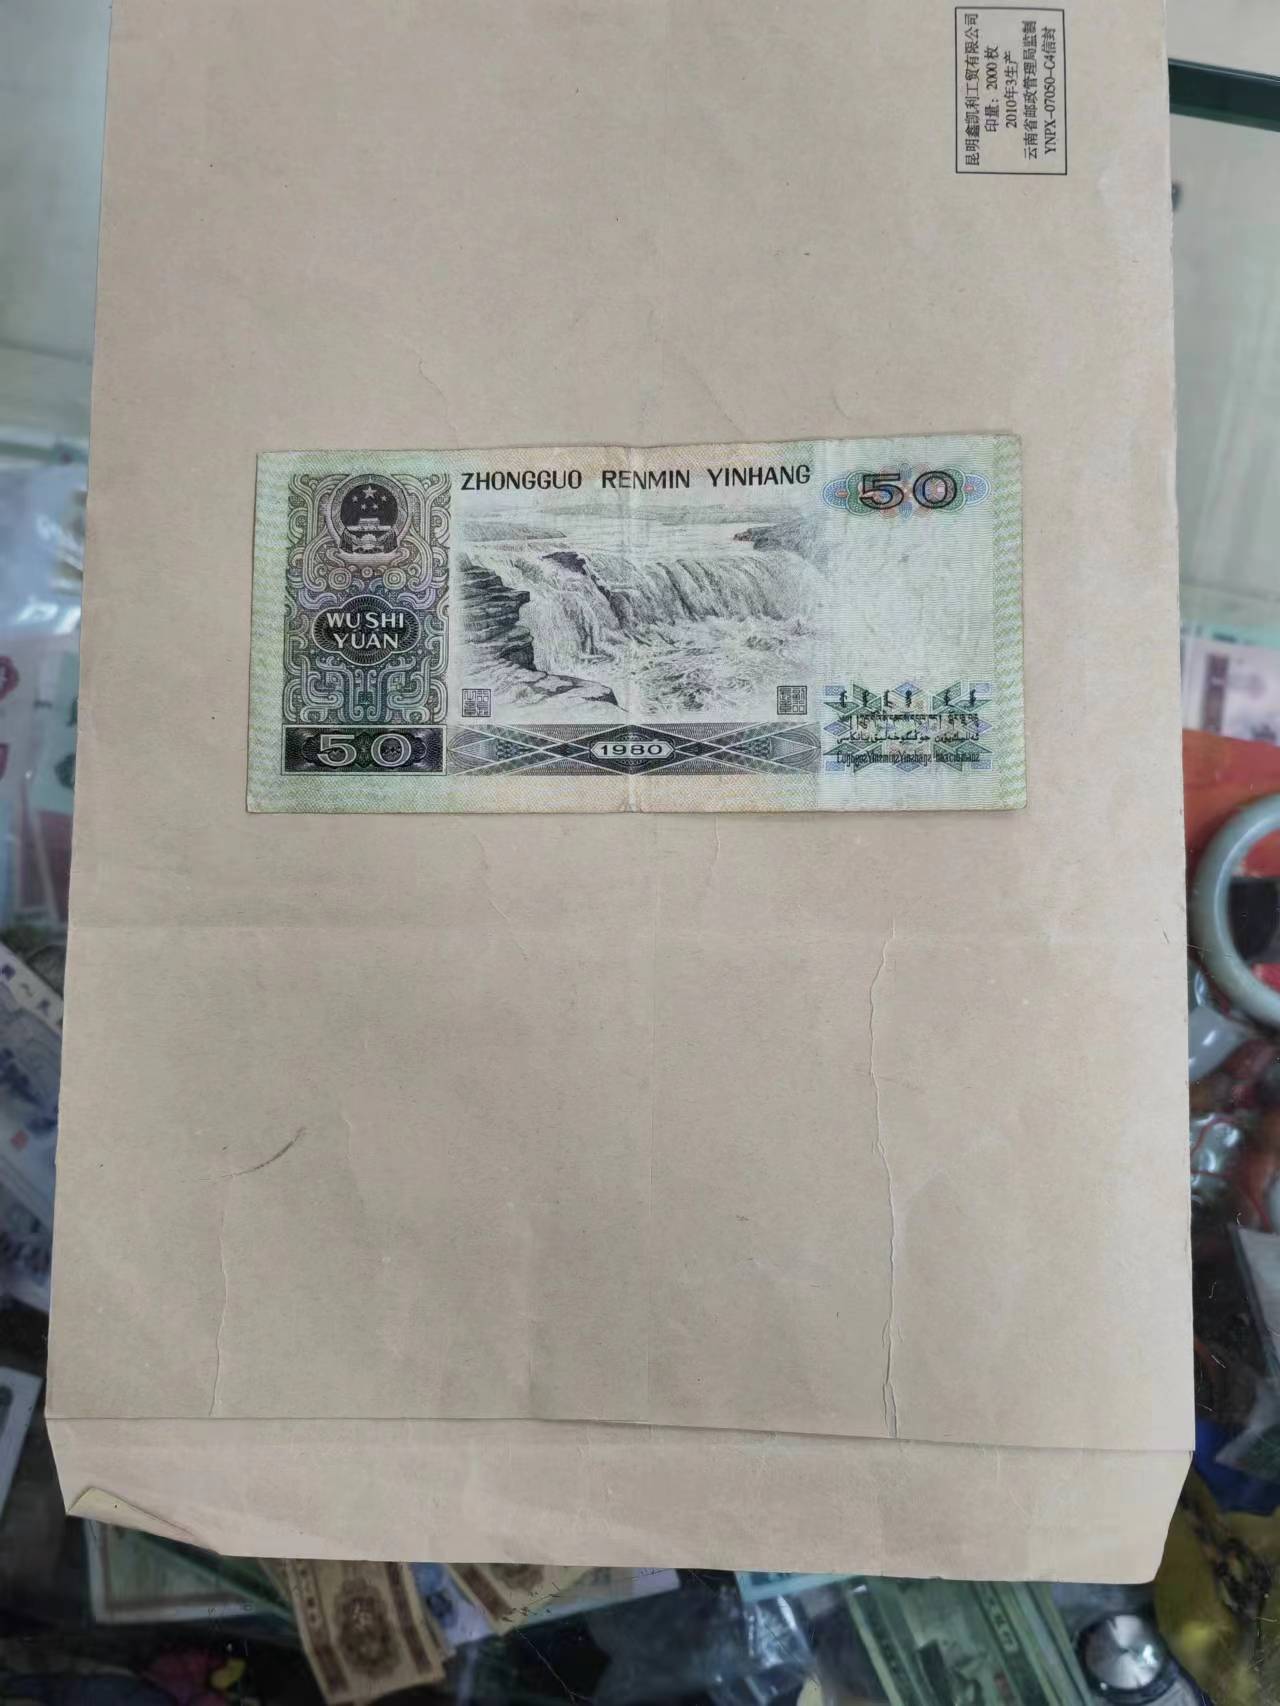 昆明鑫凯利工贸有限公司
印量：2000枚
2010年3生产
云南省邮政管理局监制
YNPX-07050-C4信封
ZHONGGUO RENMIN YINHANG
50
WU SHI
YUAN
50
1980